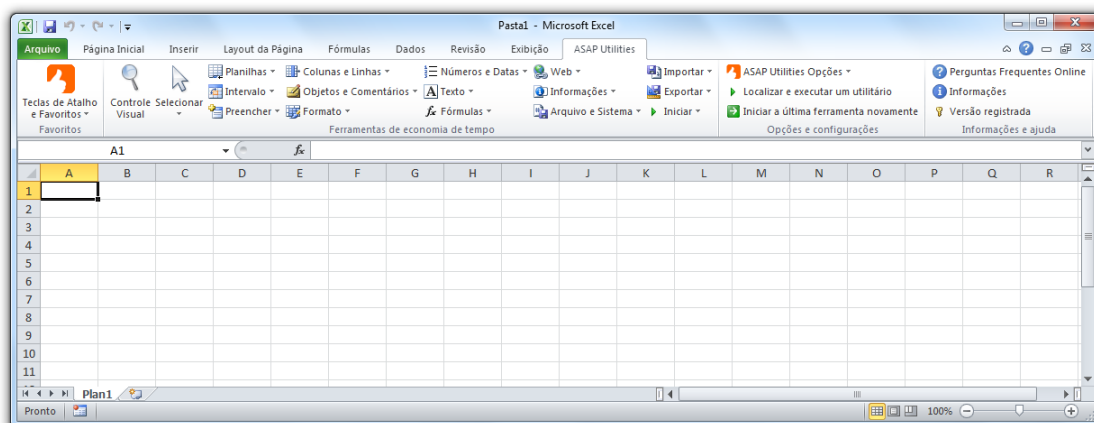 Pasta1 - Microsoft Excel
Arquivo Página Inicial Inserir Layout da Página Fórmulas Dados Revisão Exibição ASAP Utilities
Teclas de Atalho e Favoritos
Favoritos
Controle Visual
Selecionar
Planilhas Colunas e Linhas Números e Datas Web Importar
Intervalo Objetos e Comentários Texto Informações Exportar
Preencher Formato Fórmulas Arquivo e Sistema Iniciar
Ferramentas de economia de tempo
ASAP Utilities Opções
Localizar e executar um utilitário
Iniciar a última ferramenta novamente
Opções e configurações
Perguntas Frequentes Online
Informações
Versão registrada
Informações e ajuda
A1 fx
A B C D E F G H I J K L M N O P Q R
1
2
3
4
5
6
7
8
9
10
11
Plan1
Pronto 100%